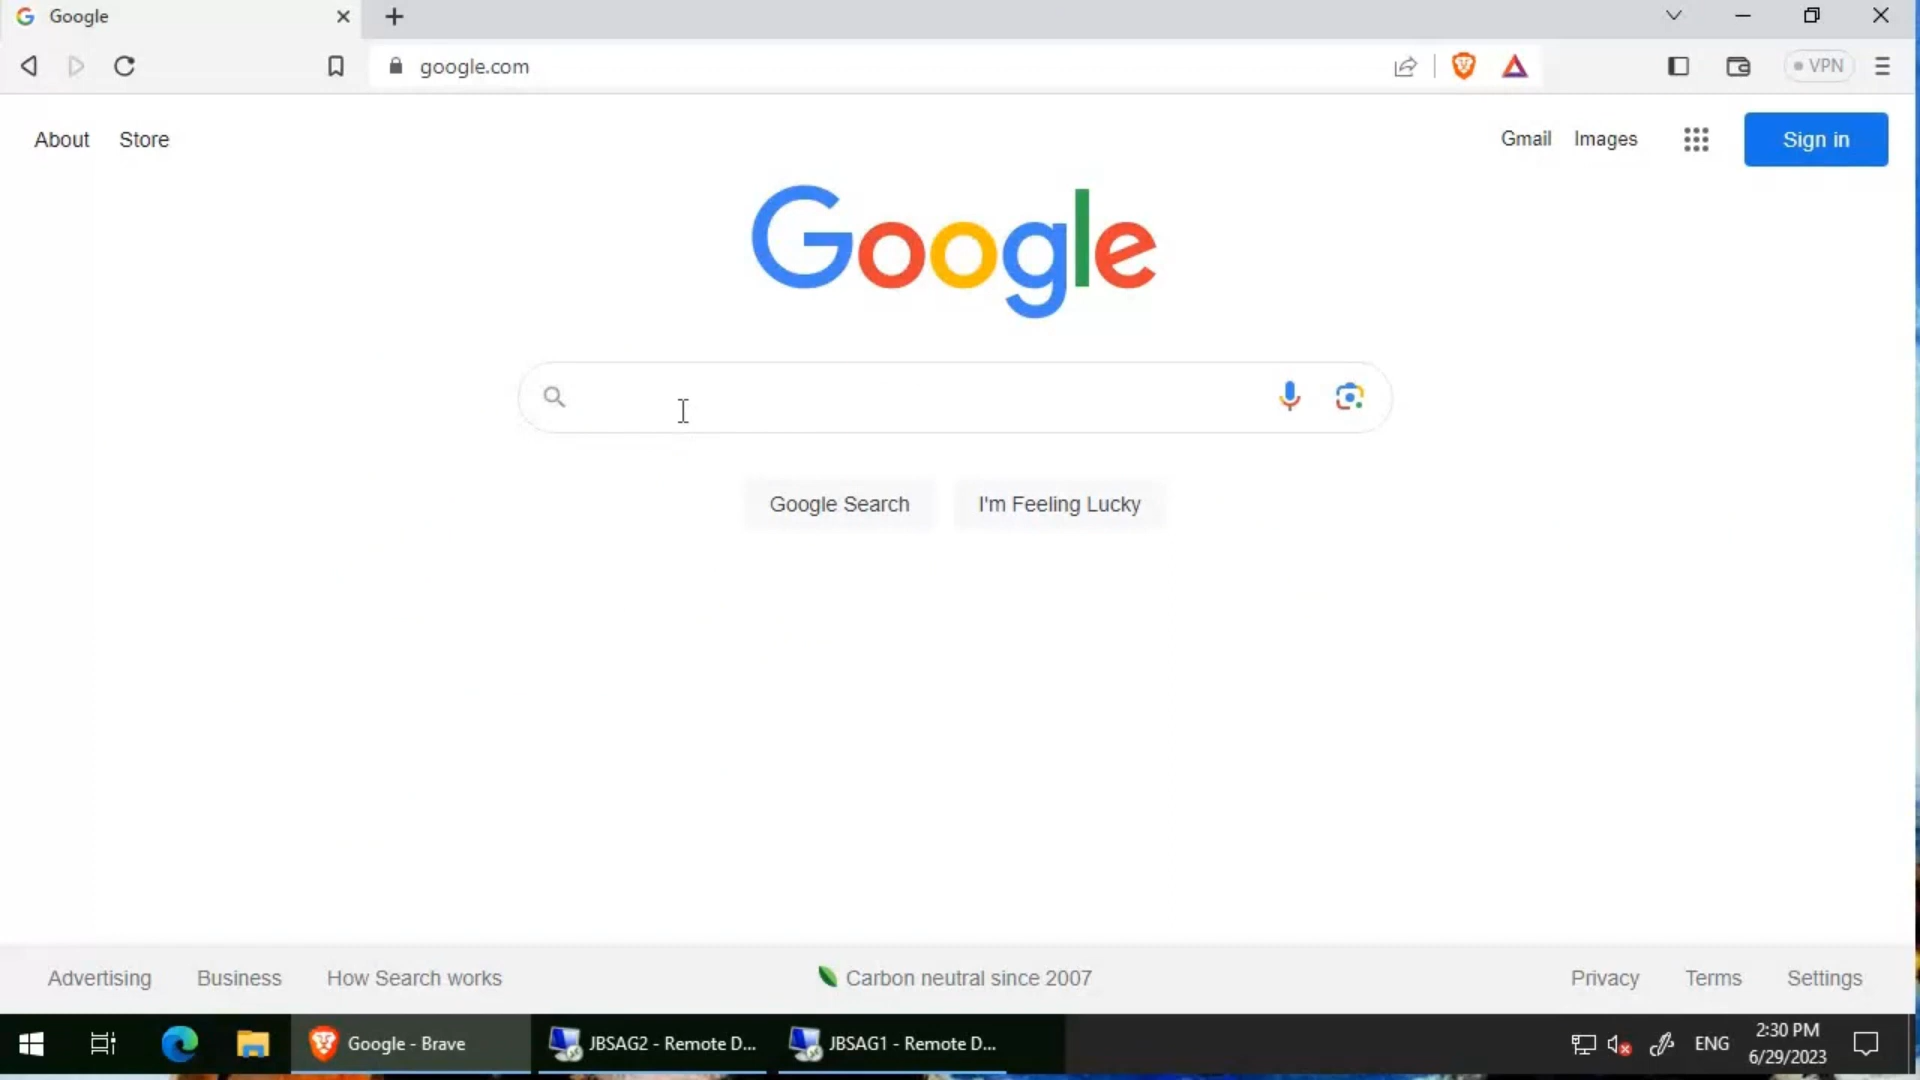 Google
google.com
VPN
About Store
Gmail Images Sign in
Google
Google Search I'm Feeling Lucky
Advertising Business How Search works
Carbon neutral since 2007
Privacy Terms Settings
Google - Brave
JBSAG2 - Remote D...
JBSAG1 - Remote D...
ENG
2:30 PM
6/29/2023